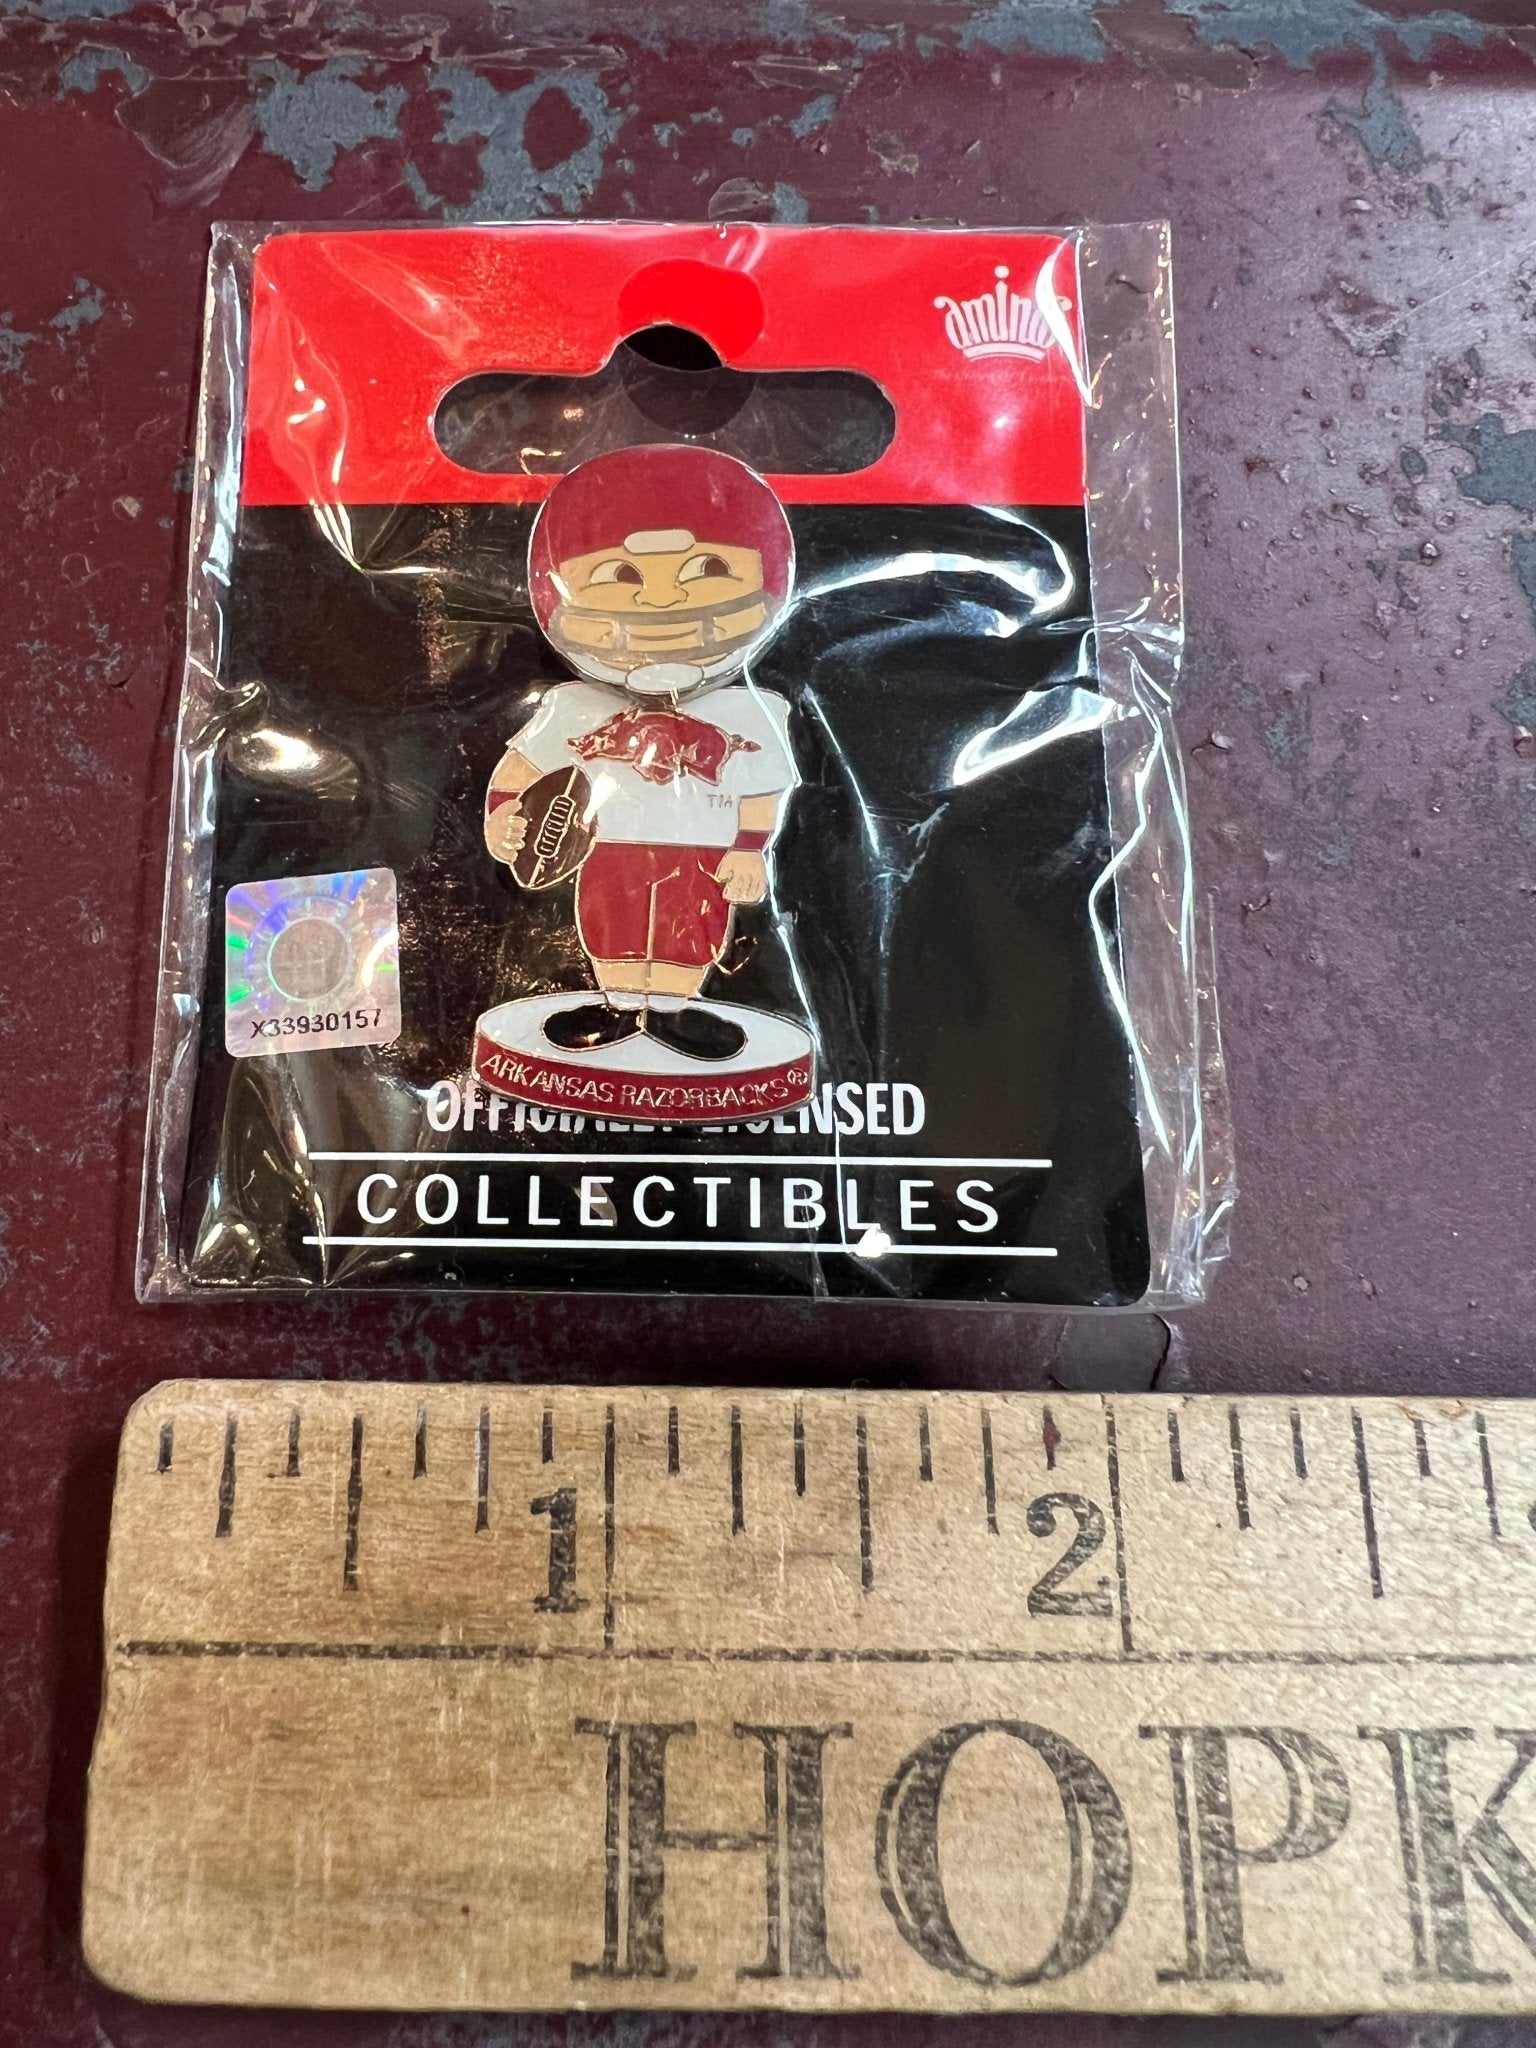 aminco
TM
X33930157
ARKANSAS RAZORBACKS®
OFFICIALLY LICENSED
COLLECTIBLES
1 2
HOPK